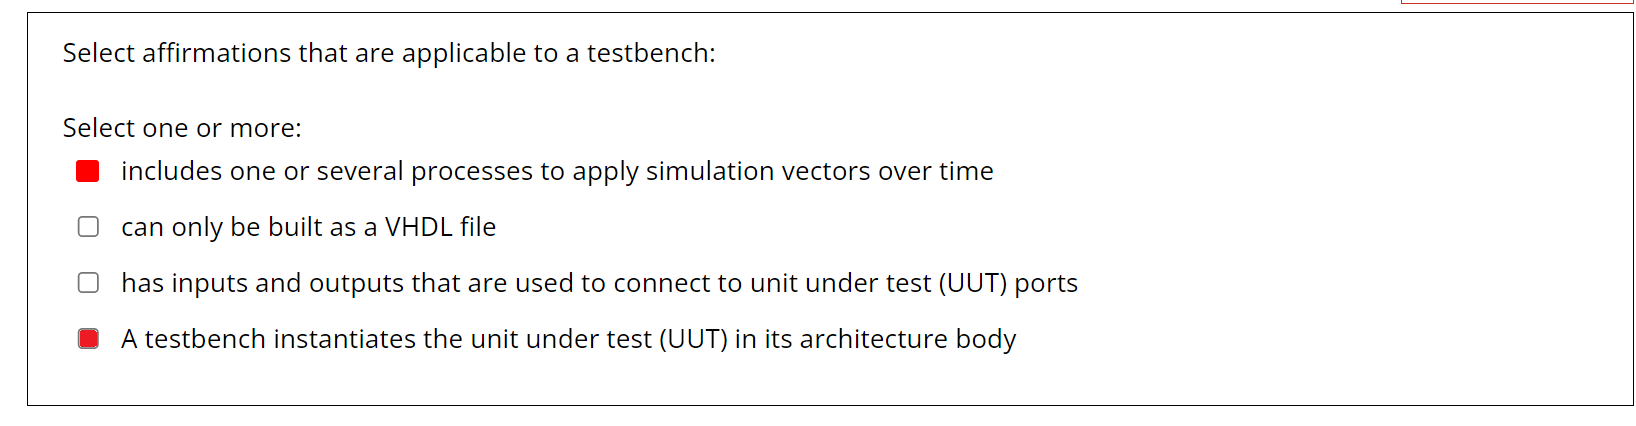 Select affirmations that are applicable to a testbench:
Select one or more:
includes one or several processes to apply simulation vectors over time
can only be built as a VHDL file
has inputs and outputs that are used to connect to unit under test (UUT) ports
A testbench instantiates the unit under test (UUT) in its architecture body